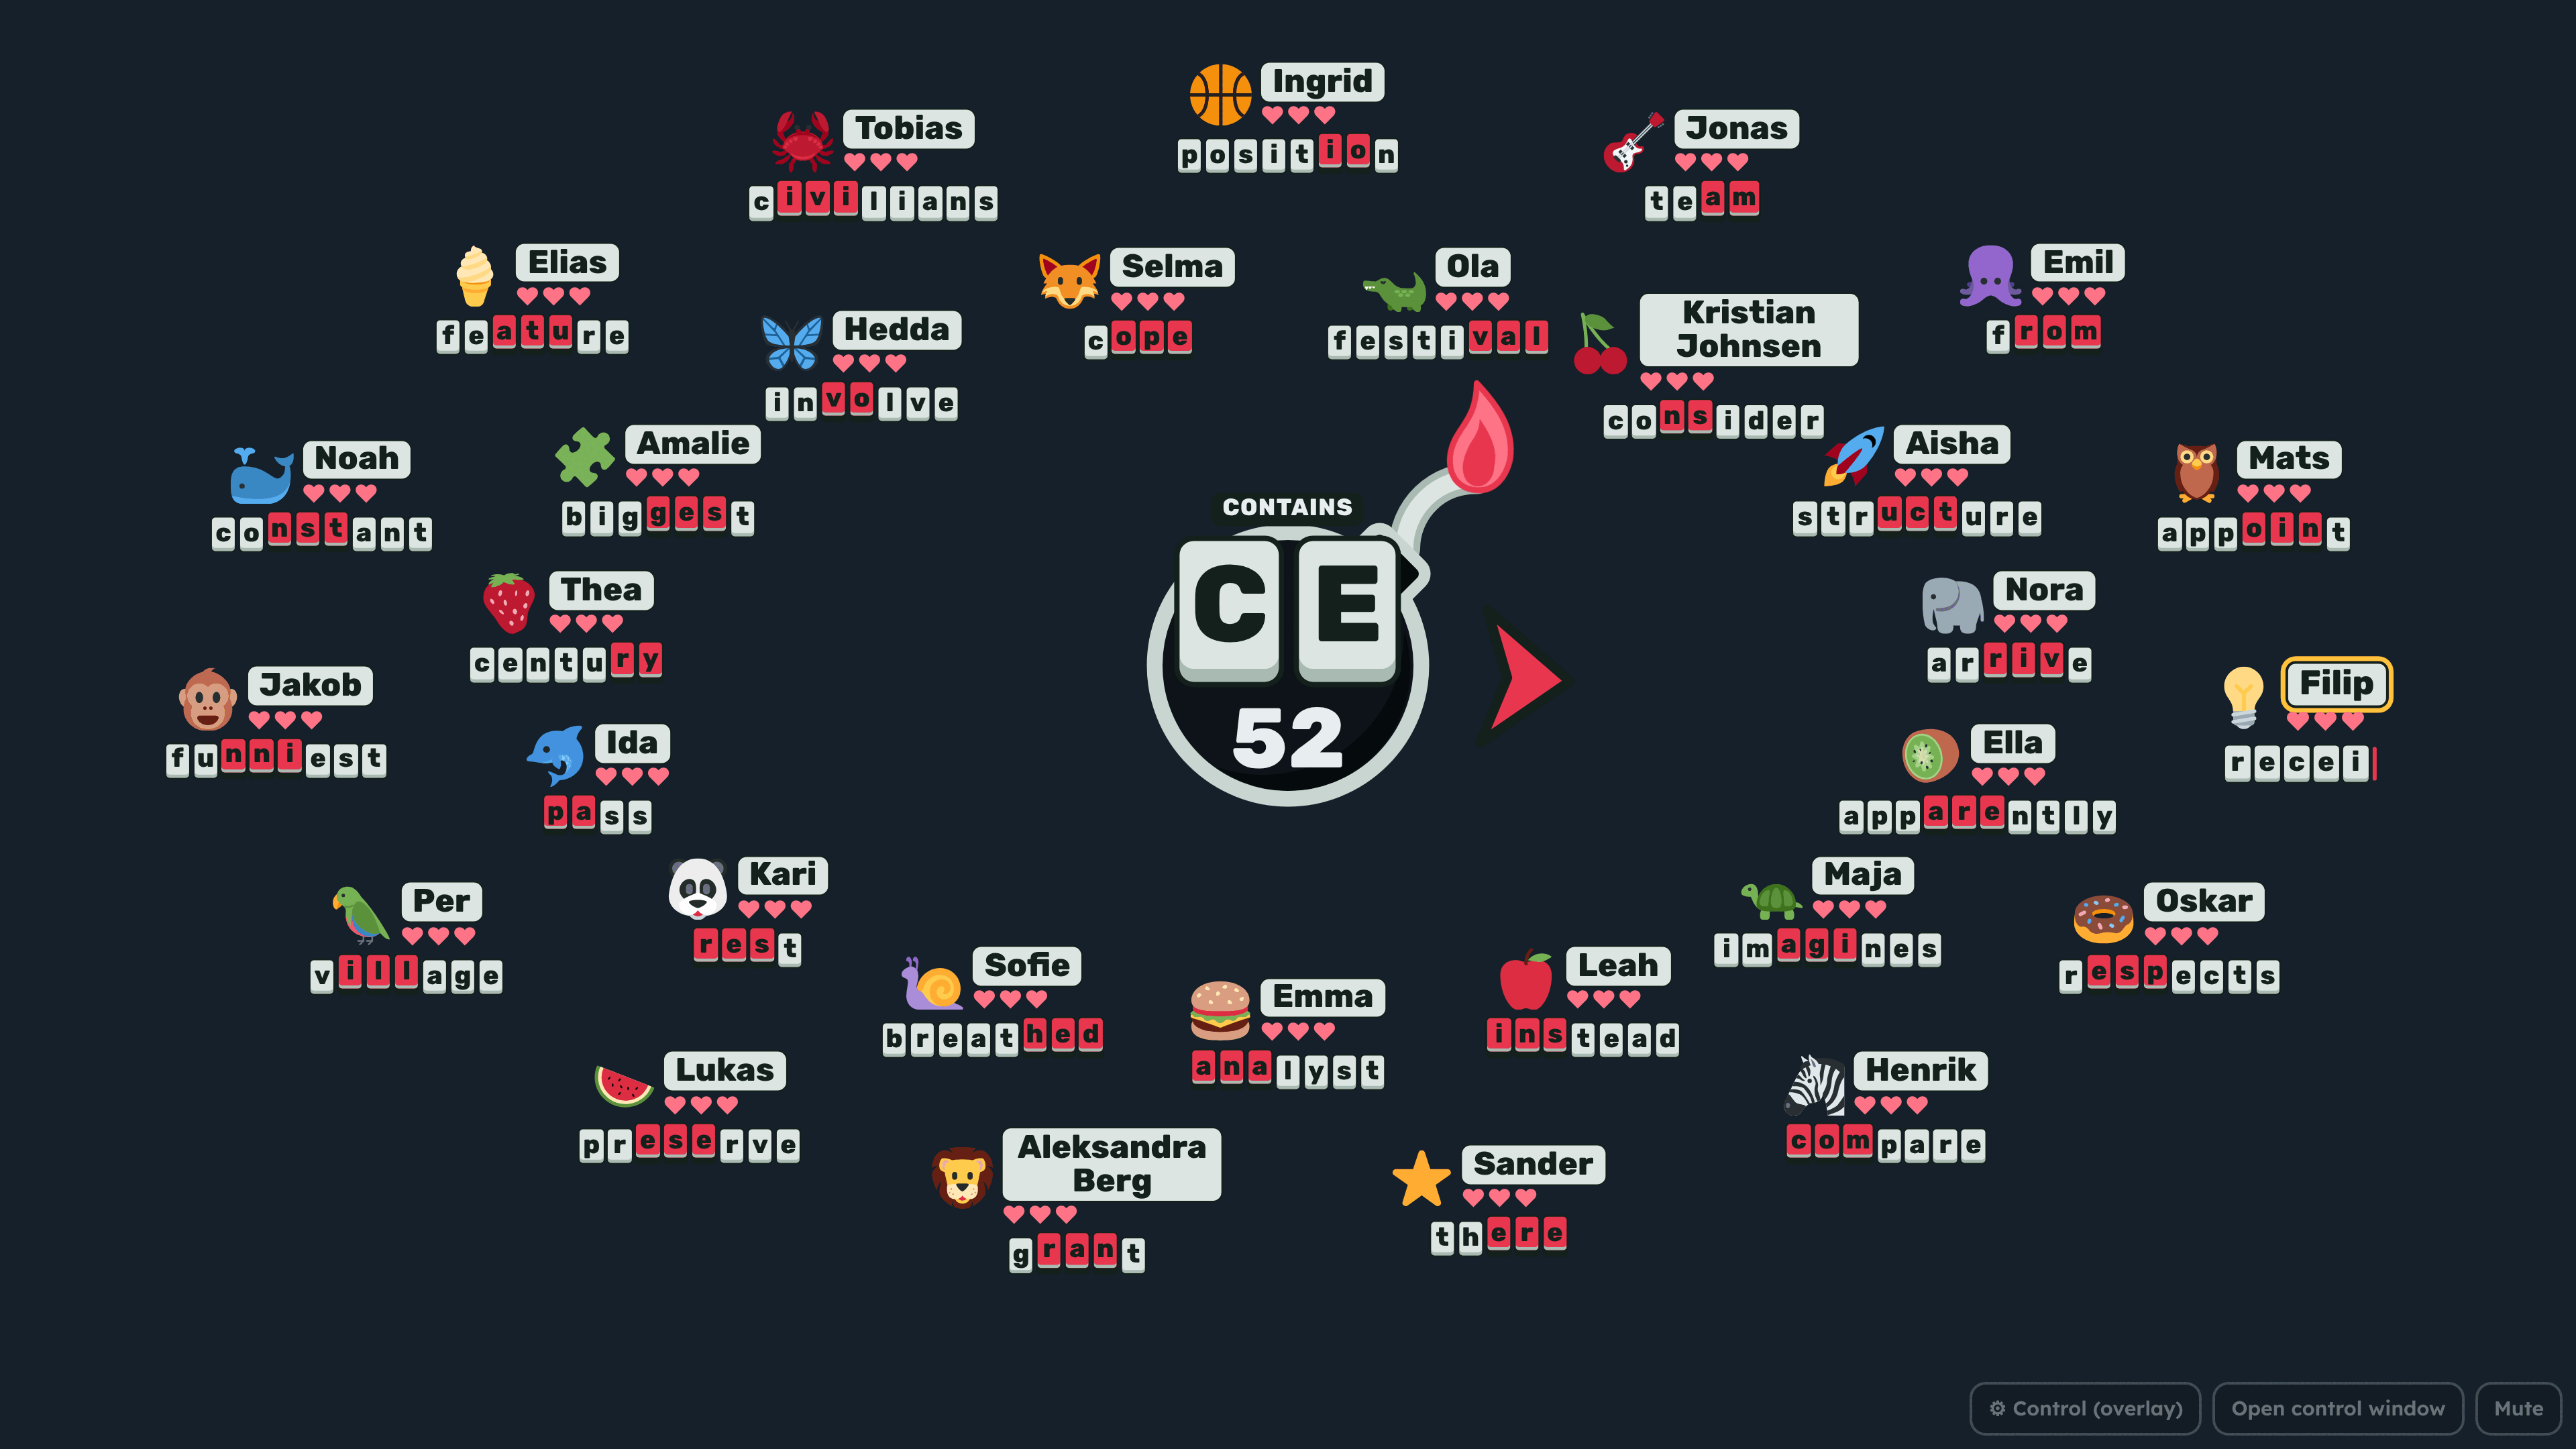 Ingrid
position
Tobias
civilians
Jonas
team
Elias
feature
Selma
cope
Ola
festival
Emil
from
Hedda
involve
Kristian
Johnsen
consider
Noah
constant
Amalie
biggest
Aisha
structure
Mats
appoint
CONTAINS
CE
52
Thea
century
Nora
arrive
Jakob
funniest
Filip
recei
Ida
pass
Ella
apparently
Per
village
Kari
rest
Maja
imagines
Oskar
respects
Sofie
breathed
Emma
analyst
Leah
instead
Lukas
preserve
Henrik
compare
Aleksandra
Berg
grant
Sander
there
⚙ Control (overlay)
Open control window
Mute